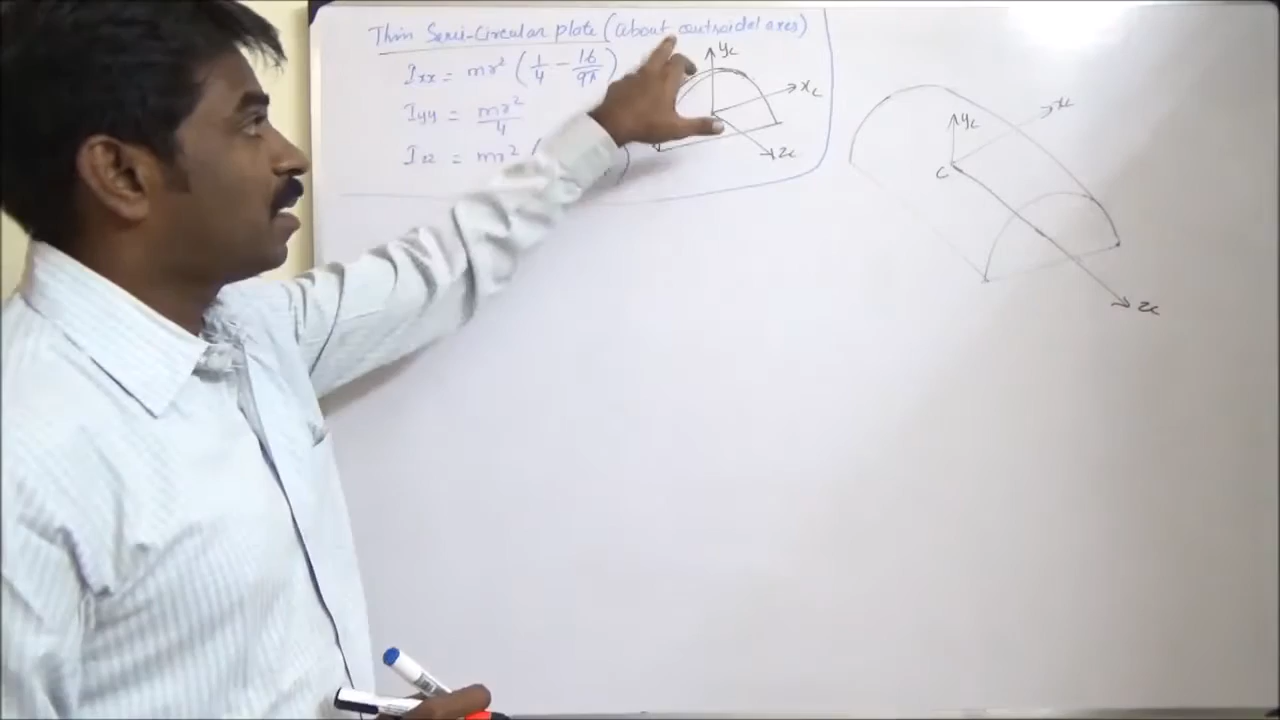 Thin Semi-Circular plate (about centroidal axes)
Ixx = mr² (1/4 - 16/9π)
Iyy = mr²/4
Izz = mr² (
yc
xc
zc
yc
xc
C
zc